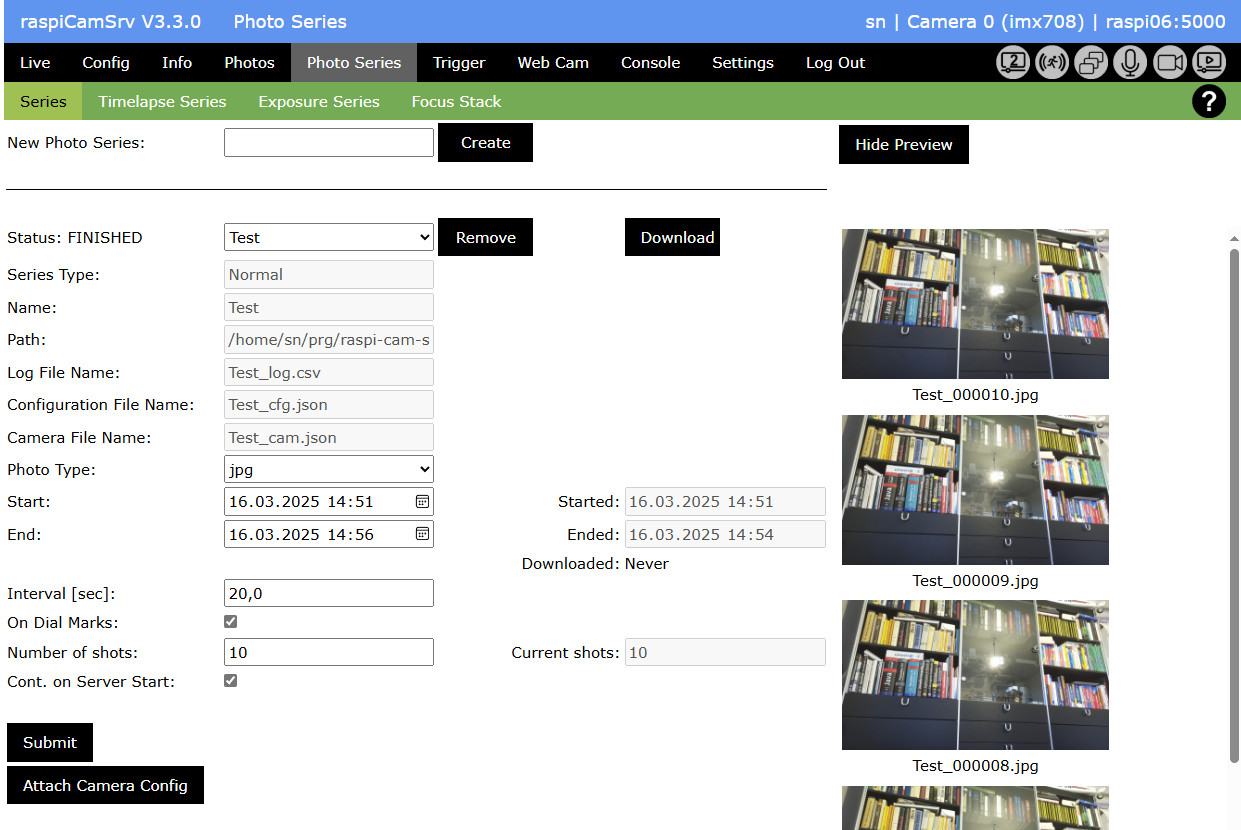 raspiCamSrv V3.3.0 Photo Series sn | Camera 0 (imx708) | raspi06:5000
Live Config Info Photos Photo Series Trigger Web Cam Console Settings Log Out 2
Series Timelapse Series Exposure Series Focus Stack ?
New Photo Series: Create Hide Preview
Status: FINISHED Test Remove Download
Series Type: Normal
Name: Test
Path: /home/sn/prg/raspi-cam-s
Log File Name: Test_log.csv
Configuration File Name: Test_cfg.json
Camera File Name: Test_cam.json
Photo Type: jpg
Start: 16.03.2025 14:51 Started: 16.03.2025 14:51
End: 16.03.2025 14:56 Ended: 16.03.2025 14:54
Downloaded: Never
Interval [sec]: 20,0
On Dial Marks:
Number of shots: 10 Current shots: 10
Cont. on Server Start:
Submit
Attach Camera Config
Java
Test_000010.jpg
Java
Test_000009.jpg
Java
Test_000008.jpg